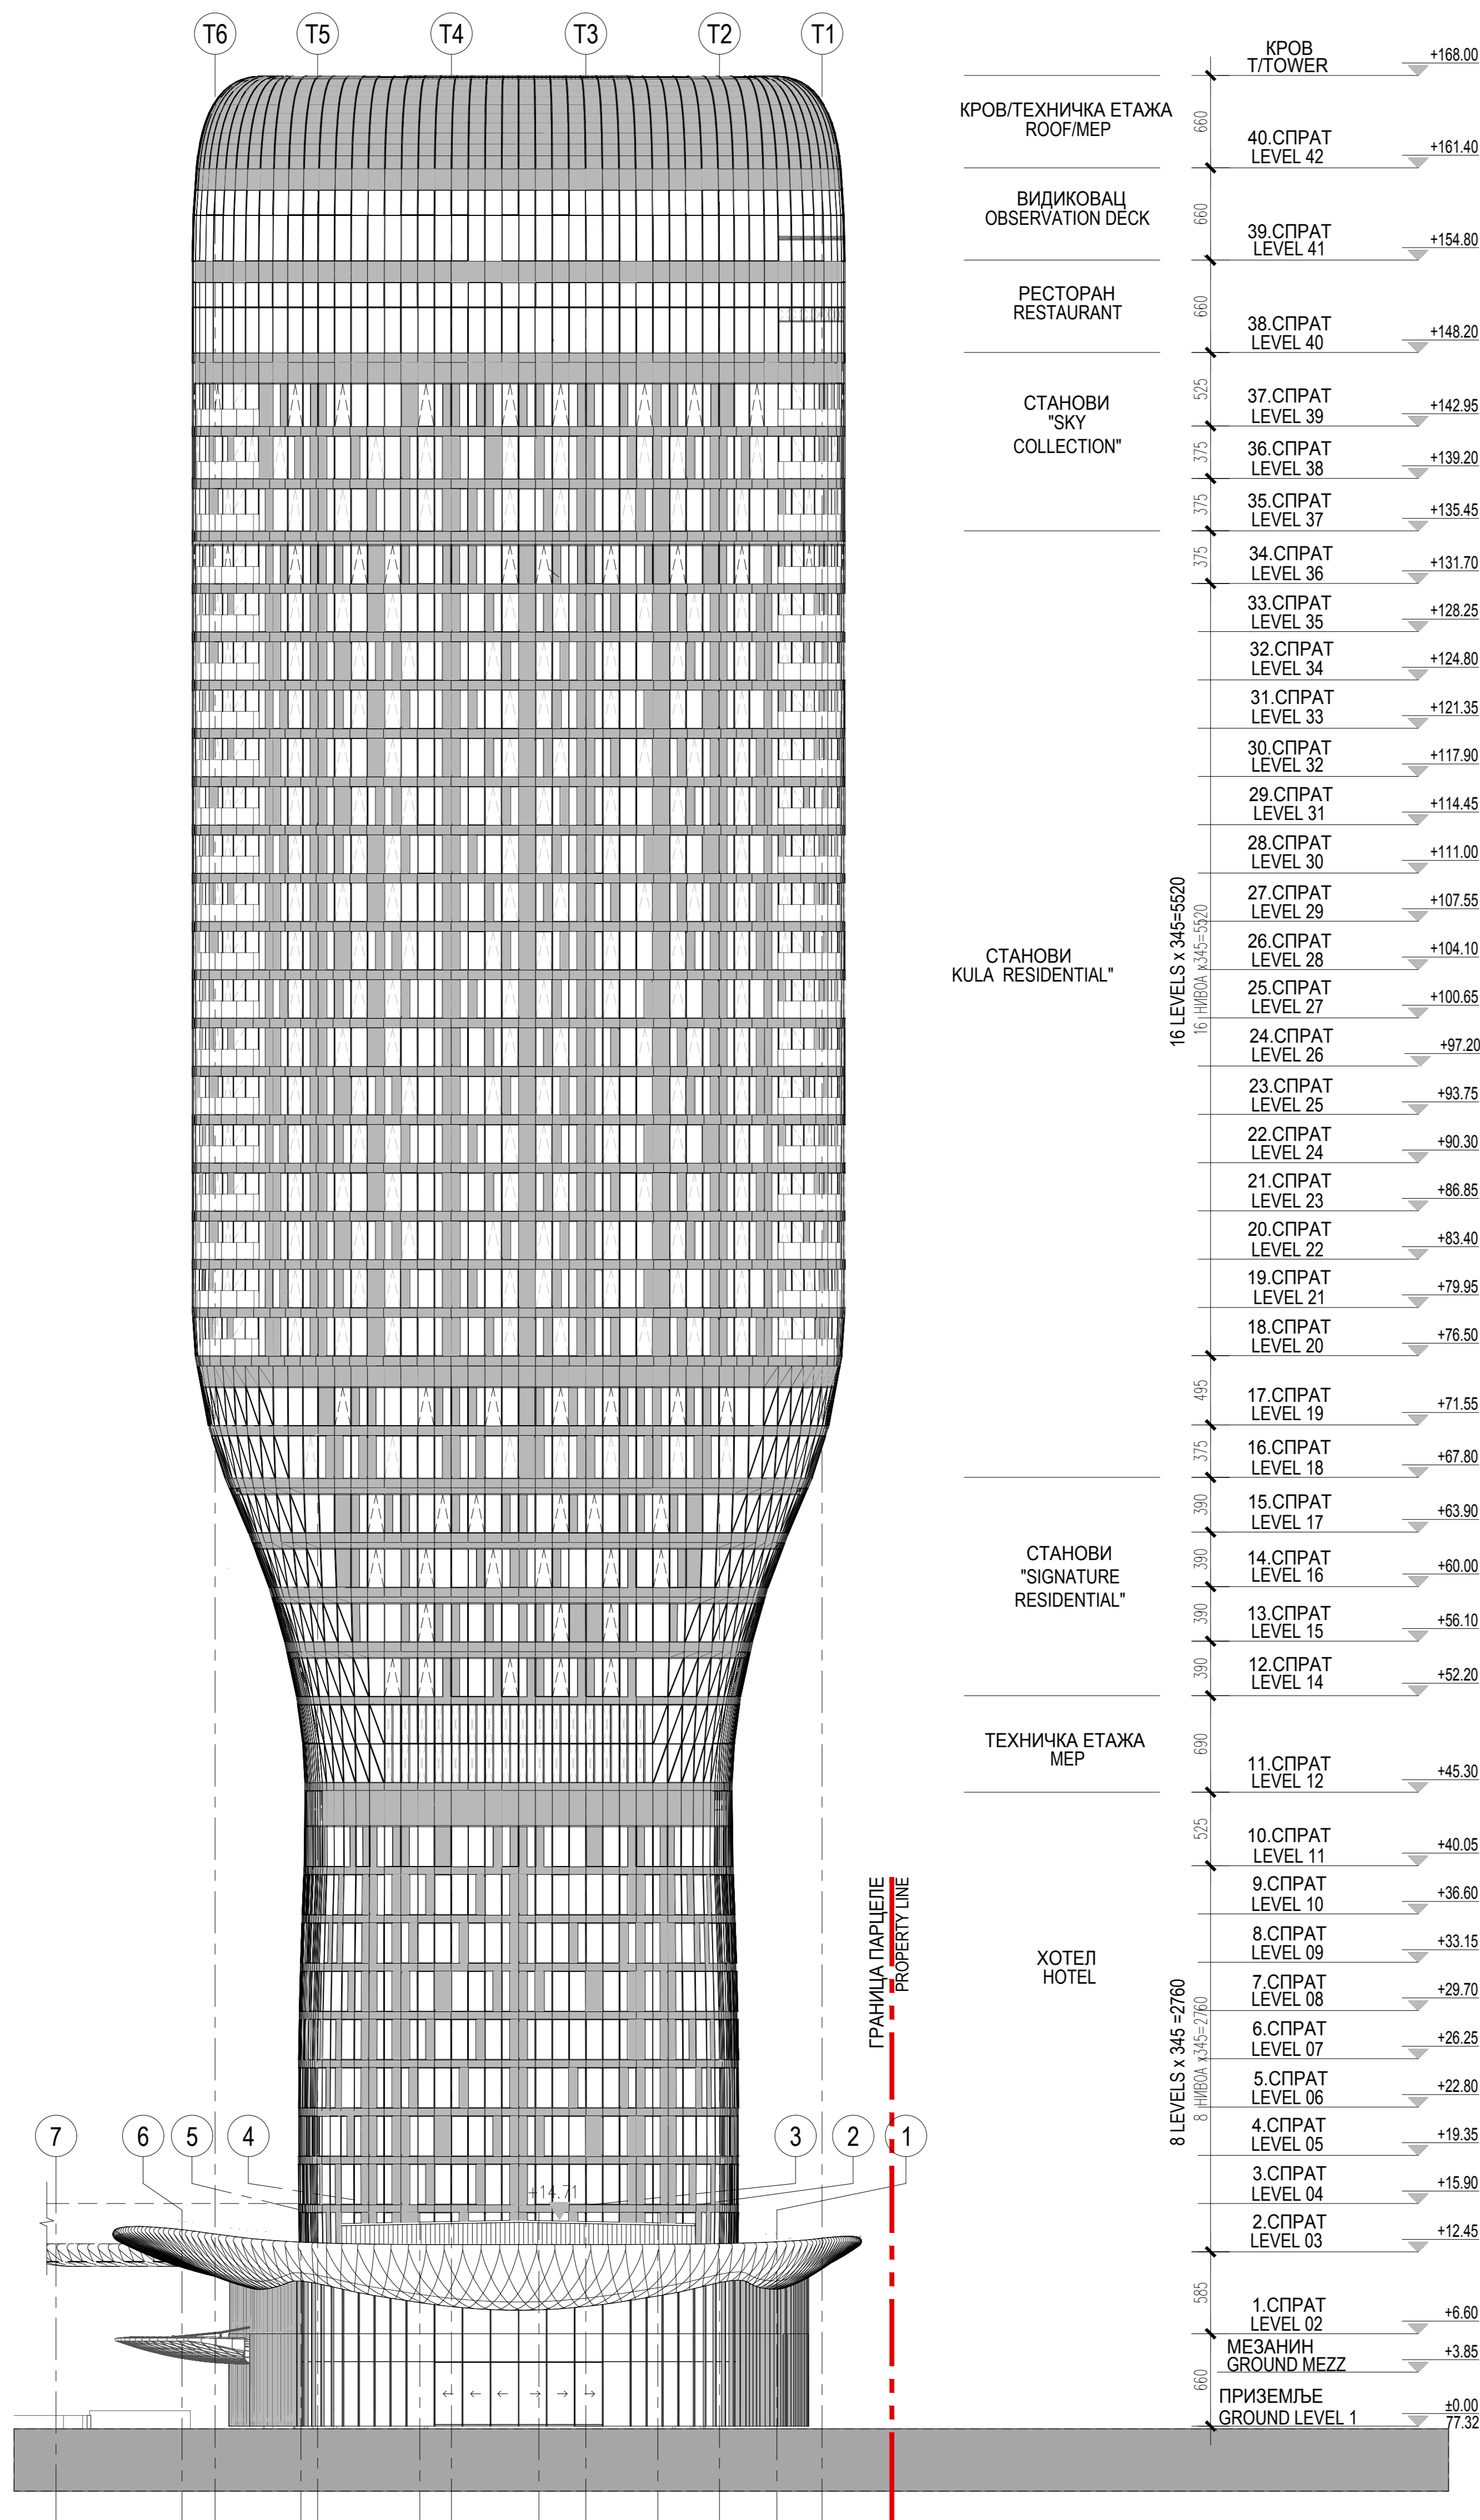 T6 T5 T4 T3 T2 T1
КРОВ
T/TOWER
+168.00
КРОВ/ТЕХНИЧКА ЕТАЖА
ROOF/MEP
660
40.СПРАТ
LEVEL 42
+161.40
ВИДИКОВАЦ
OBSERVATION DECK
660
39.СПРАТ
LEVEL 41
+154.80
РЕСТОРАН
RESTAURANT
660
38.СПРАТ
LEVEL 40
+148.20
СТАНОВИ
"SKY
COLLECTION"
525
37.СПРАТ
LEVEL 39
+142.95
375
36.СПРАТ
LEVEL 38
+139.20
375
35.СПРАТ
LEVEL 37
+135.45
375
34.СПРАТ
LEVEL 36
+131.70
33.СПРАТ
LEVEL 35
+128.25
32.СПРАТ
LEVEL 34
+124.80
31.СПРАТ
LEVEL 33
+121.35
30.СПРАТ
LEVEL 32
+117.90
29.СПРАТ
LEVEL 31
+114.45
28.СПРАТ
LEVEL 30
+111.00
27.СПРАТ
LEVEL 29
+107.55
26.СПРАТ
LEVEL 28
+104.10
СТАНОВИ
KULA RESIDENTIAL"
16 LEVELS x 345=5520
16 НИВОА x345=5520
25.СПРАТ
LEVEL 27
+100.65
24.СПРАТ
LEVEL 26
+97.20
23.СПРАТ
LEVEL 25
+93.75
22.СПРАТ
LEVEL 24
+90.30
21.СПРАТ
LEVEL 23
+86.85
20.СПРАТ
LEVEL 22
+83.40
19.СПРАТ
LEVEL 21
+79.95
18.СПРАТ
LEVEL 20
+76.50
495
17.СПРАТ
LEVEL 19
+71.55
375
16.СПРАТ
LEVEL 18
+67.80
390
15.СПРАТ
LEVEL 17
+63.90
СТАНОВИ
"SIGNATURE
RESIDENTIAL"
390
14.СПРАТ
LEVEL 16
+60.00
390
13.СПРАТ
LEVEL 15
+56.10
390
12.СПРАТ
LEVEL 14
+52.20
ТЕХНИЧКА ЕТАЖА
MEP
690
11.СПРАТ
LEVEL 12
+45.30
525
10.СПРАТ
LEVEL 11
+40.05
9.СПРАТ
LEVEL 10
+36.60
ГРАНИЦА ПАРЦЕЛЕ
PROPERTY LINE
ХОТЕЛ
HOTEL
8.СПРАТ
LEVEL 09
+33.15
8 LEVELS x 345 =2760
8 НИВОА x345=2760
7.СПРАТ
LEVEL 08
+29.70
6.СПРАТ
LEVEL 07
+26.25
5.СПРАТ
LEVEL 06
+22.80
4.СПРАТ
LEVEL 05
+19.35
7 6 5 4 3 2 1
3.СПРАТ
LEVEL 04
+15.90
+14.71
2.СПРАТ
LEVEL 03
+12.45
585
1.СПРАТ
LEVEL 02
+6.60
МЕЗАНИН
GROUND MEZZ
+3.85
660
ПРИЗЕМЉЕ
GROUND LEVEL 1
±0.00
77.32